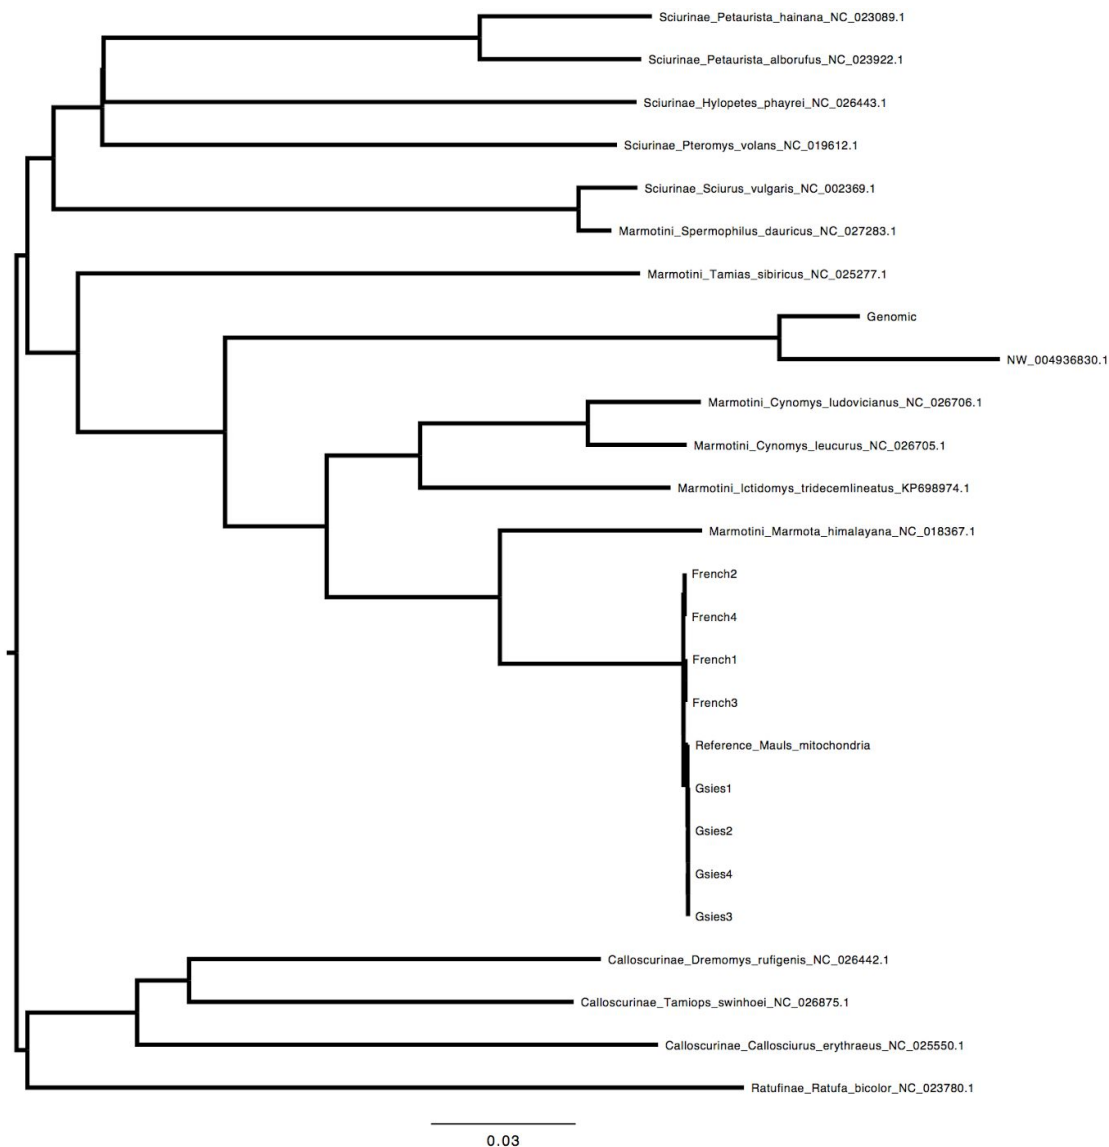 Sciurinae_Petaurista_hainana_NC_023089.1
Sciurinae_Petaurista_alborufus_NC_023922.1
Sciurinae_Hylopetes_phayrei_NC_026443.1
Sciurinae_Pteromys_volans_NC_019612.1
Sciurinae_Sciurus_vulgaris_NC_002369.1
Marmotini_Spermophilus_dauricus_NC_027283.1
Marmotini_Tamias_sibiricus_NC_025277.1
Genomic
NW_004936830.1
Marmotini_Cynomys_ludovicianus_NC_026706.1
Marmotini_Cynomys_leucurus_NC_026705.1
Marmotini_Ictidomys_tridecemlineatus_KP698974.1
Marmotini_Marmota_himalayana_NC_018367.1
French2
French4
French1
French3
Reference_Mauls_mitochondria
Gsies1
Gsies2
Gsies4
Gsies3
Calloscurinae_Dremomys_rufigenis_NC_026442.1
Calloscurinae_Tamiops_swinhoei_NC_026875.1
Calloscurinae_Callosciurus_erythraeus_NC_025550.1
Ratufinae_Ratufa_bicolor_NC_023780.1
0.03